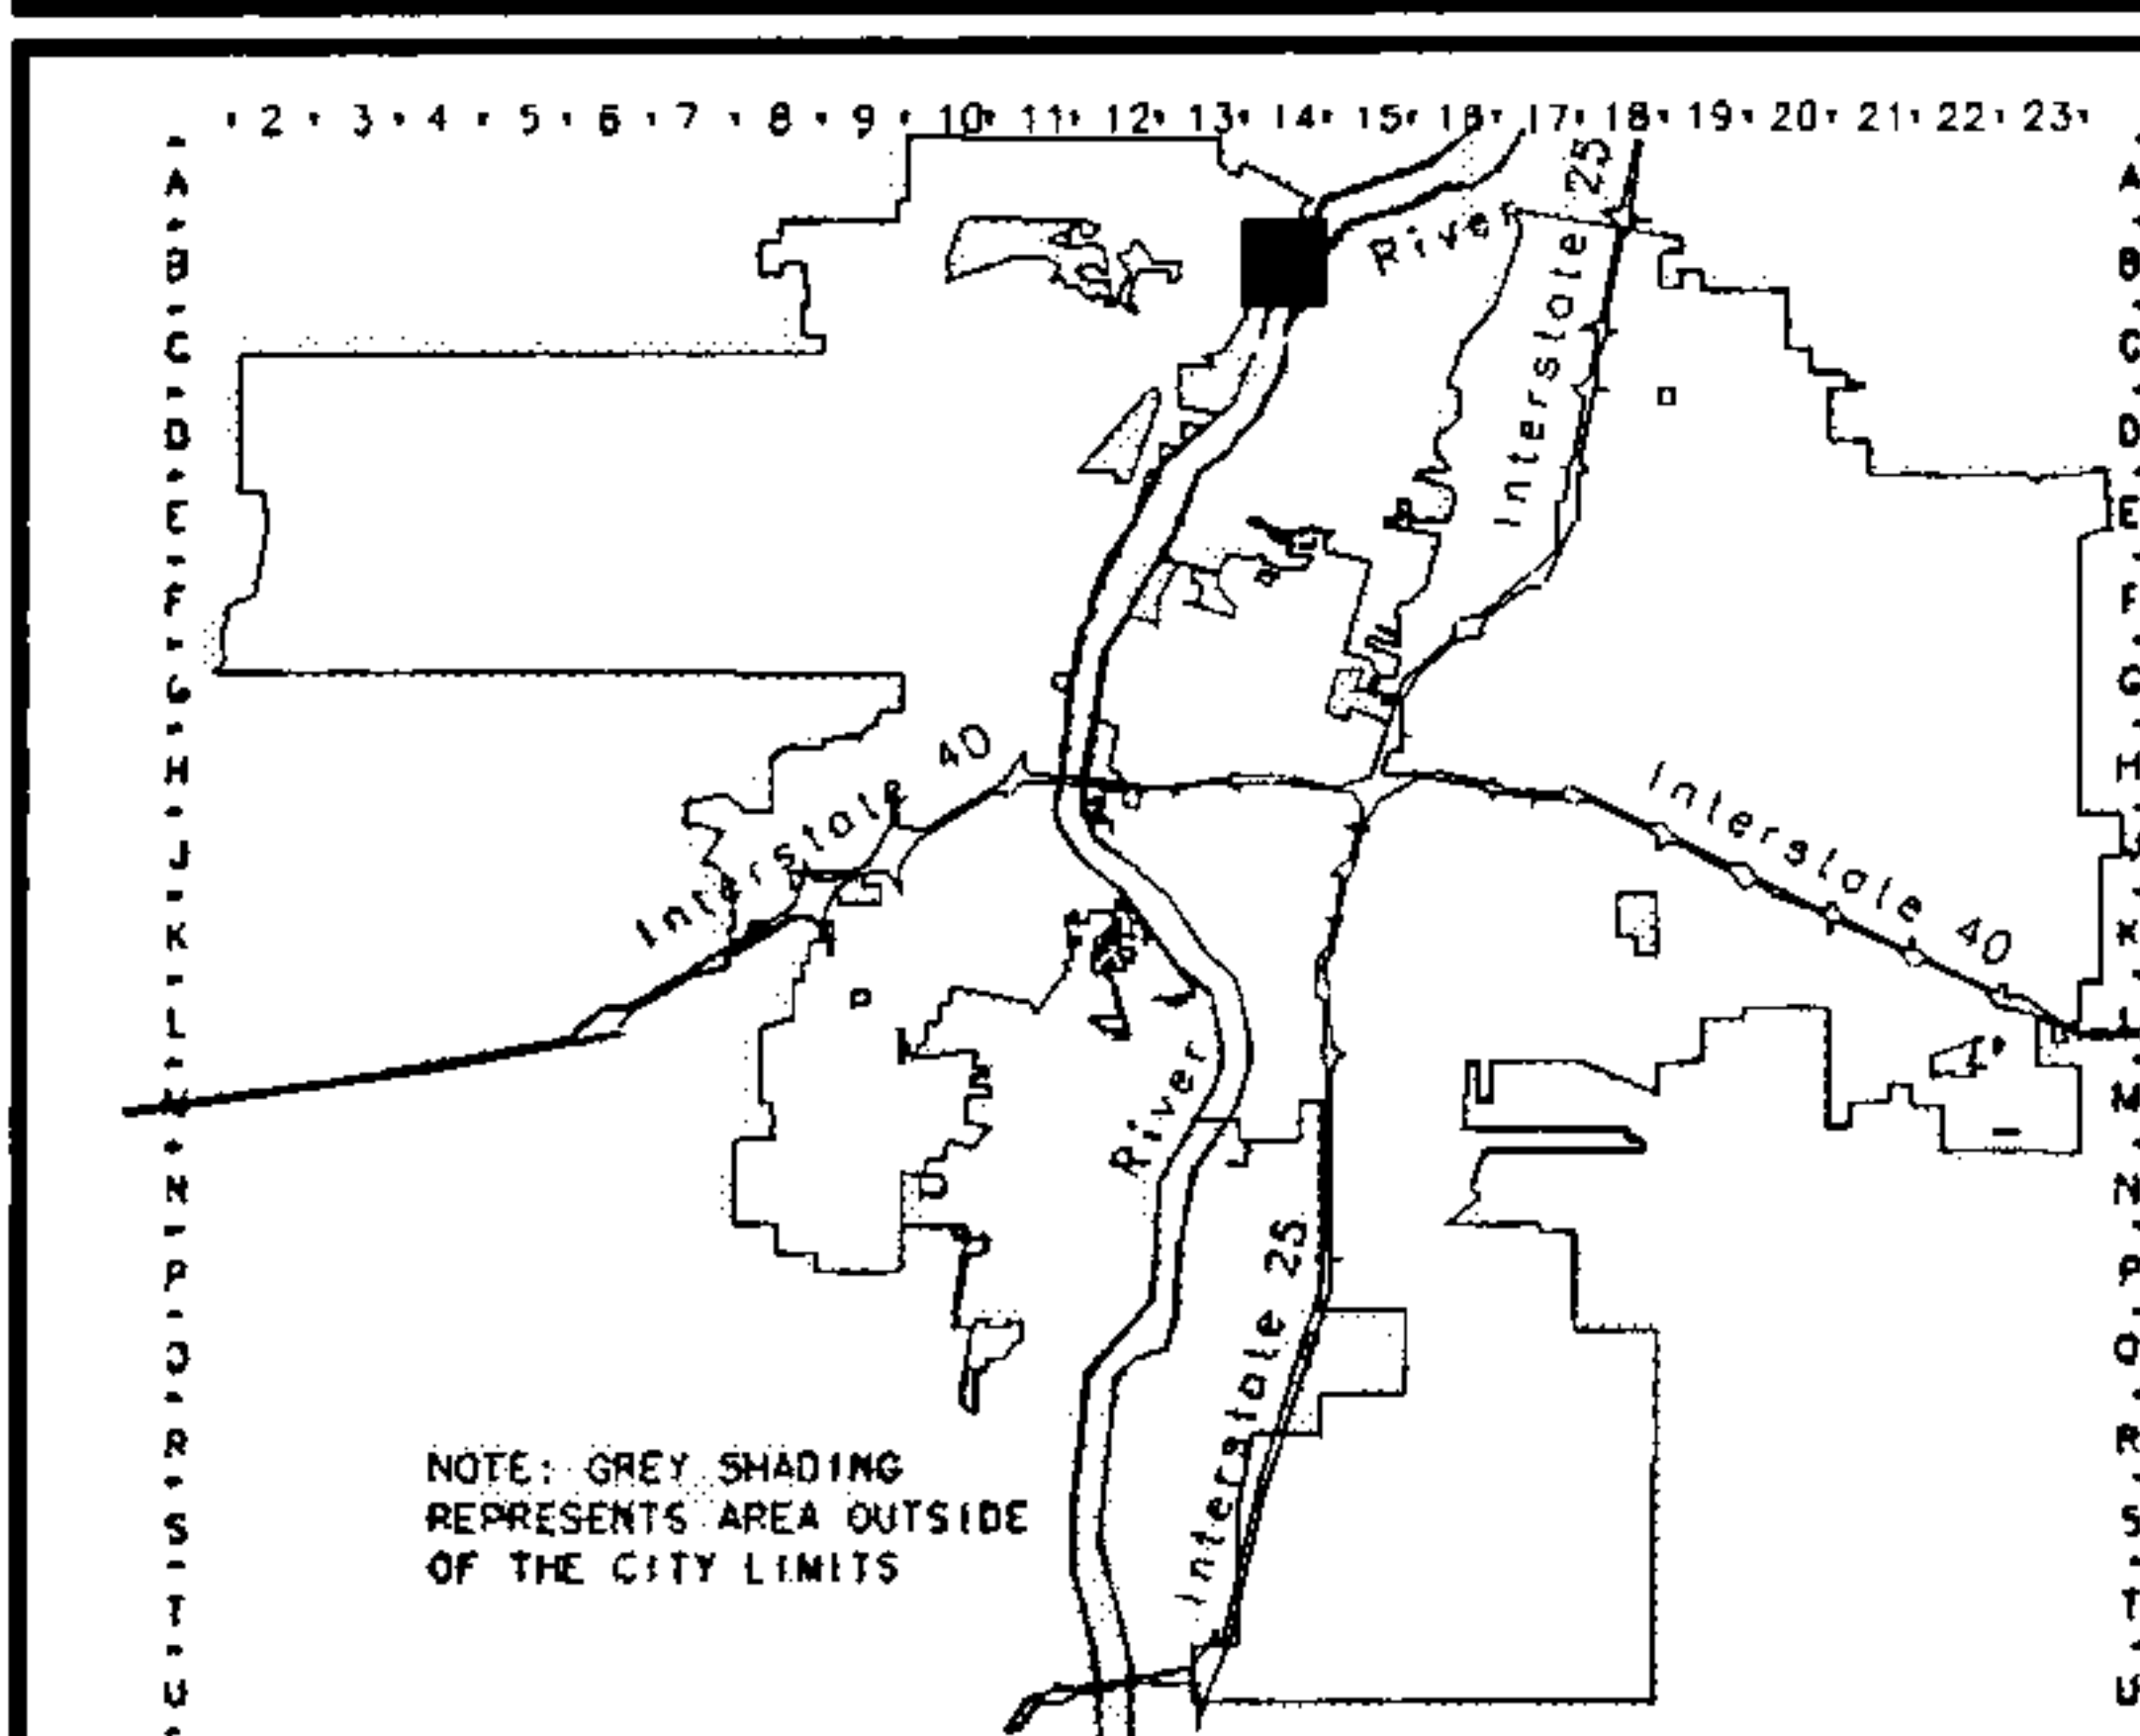 2 3 4 5 6 7 8 9 10 11 12 13 14 15 16 17 18 19 20 21 22 23
A A
B B
C C
D D
E E
F F
G G
H H
J J
K K
L L
M M
N N
P P
Q Q
R R
S S
T T
U U
River
Interstate 25
Interstate 40
Interstate 40
River
Interstate 25
NOTE: GREY SHADING
REPRESENTS AREA OUTSIDE
OF THE CITY LIMITS